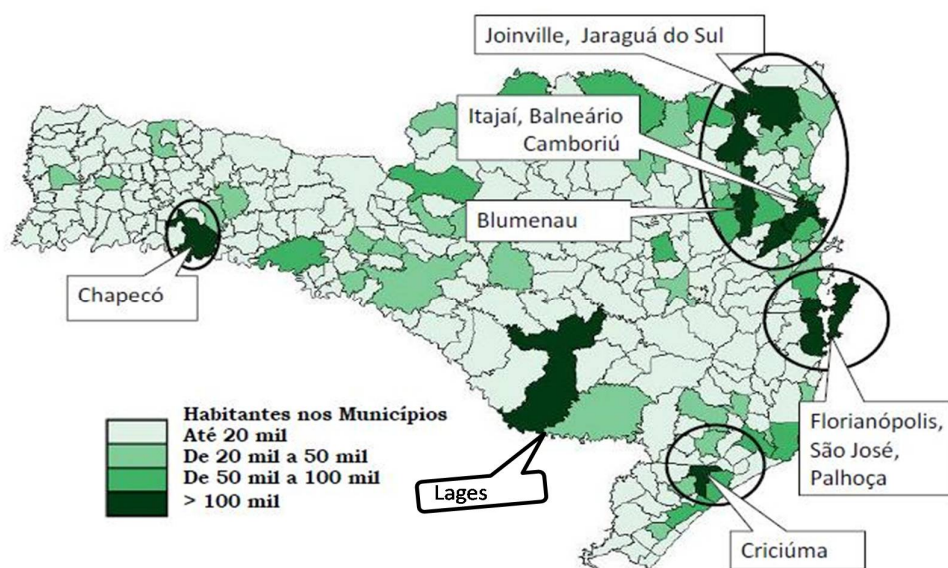 Joinville, Jaraguá do Sul
Itajaí, Balneário
Camboriú
Blumenau
Chapecó
Habitantes nos Municípios
Até 20 mil
De 20 mil a 50 mil
De 50 mil a 100 mil
> 100 mil
Lages
Florianópolis,
São José,
Palhoça
Criciúma